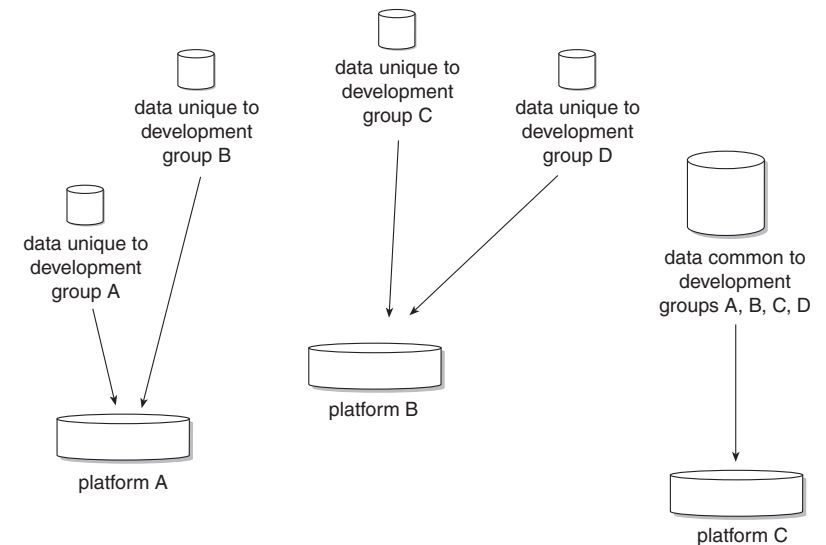 data unique to
development
group C
data unique to
development
group B
data unique to
development
group D
data unique to
development
group A
data common to
development
groups A, B, C, D
platform B
platform A
platform C